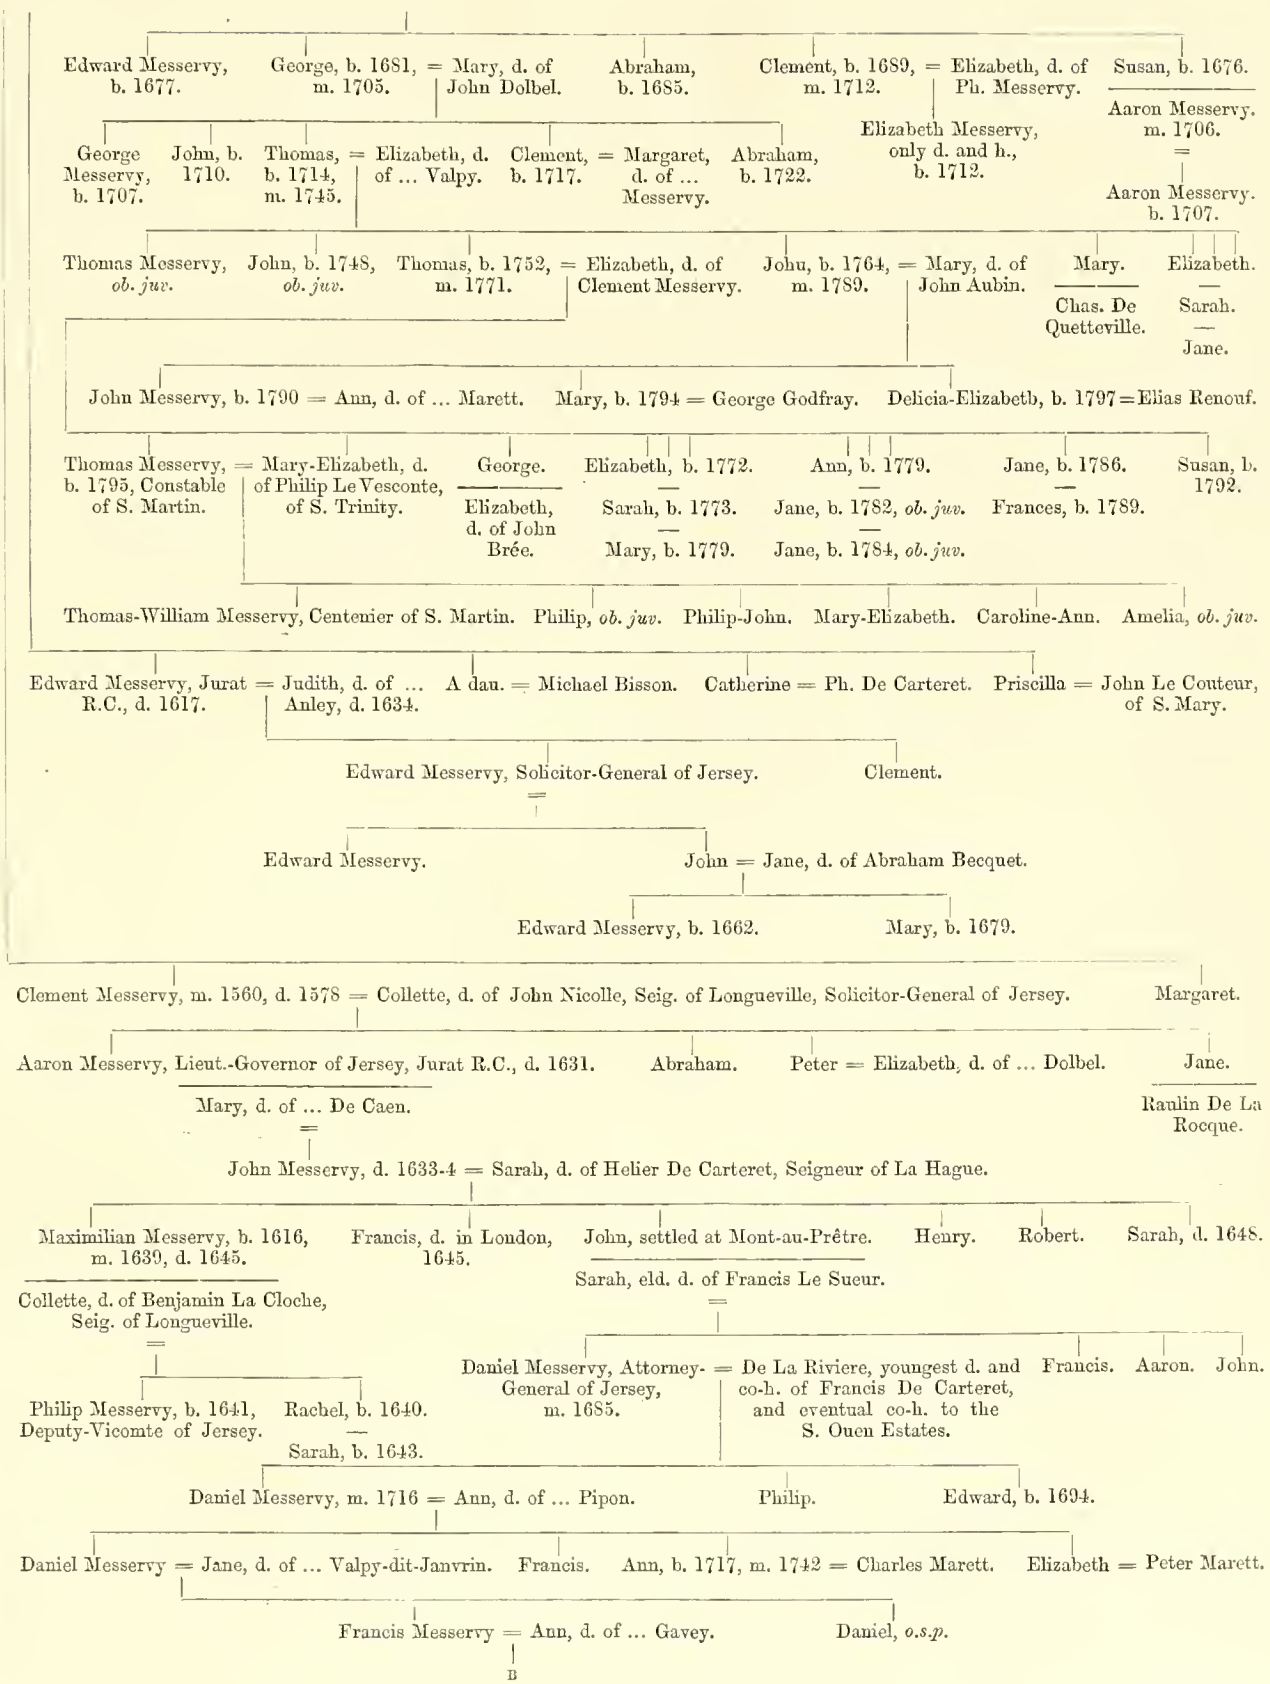 Edward Messervy, George, b. 1681, = Mary, d. of Abraham, Clement, b. 1689, = Elizabeth, d. of Susan, b. 1676.
b. 1677. m. 1705. John Dolbel. b. 1685. m. 1712. Ph. Messervy.
Aaron Messervy.
m. 1706.
=
Aaron Messervy.
b. 1707.
Elizabeth Messervy,
only d. and h.,
b. 1712.
George John, b. Thomas, = Elizabeth, d. Clement, = Margaret, Abraham,
Messervy, 1710. b. 1714, of ... Valpy. b. 1717. d. of ... b. 1722.
b. 1707. m. 1745. Messervy.
Thomas Messervy, John, b. 1748, Thomas, b. 1752, = Elizabeth, d. of John, b. 1764, = Mary, d. of Mary. Elizabeth.
ob. juv. ob. juv. m. 1771. Clement Messervy. m. 1789. John Aubin.
Chas. De Sarah.
Quetteville.
Jane.
John Messervy, b. 1790 = Ann, d. of ... Marett. Mary, b. 1794 = George Godfray. Delicia-Elizabeth, b. 1797 = Elias Renouf.
Thomas Messervy, = Mary-Elizabeth, d. George. Elizabeth, b. 1772. Ann, b. 1779. Jane, b. 1786. Susan, b.
b. 1795, Constable of Philip Le Vesconte, 1792.
of S. Martin. of S. Trinity. Elizabeth, Sarah, b. 1773. Jane, b. 1782, ob. juv. Frances, b. 1789.
d. of John
Brée. Mary, b. 1779. Jane, b. 1784, ob. juv.
Thomas-William Messervy, Centenier of S. Martin. Philip, ob. juv. Philip-John. Mary-Elizabeth. Caroline-Ann. Amelia, ob. juv.
Edward Messervy, Jurat = Judith, d. of ... A dau. = Michael Bisson. Catherine = Ph. De Carteret. Priscilla = John Le Couteur,
R.C., d. 1617. Anley, d. 1634. of S. Mary.
Edward Messervy, Solicitor-General of Jersey. Clement.
=
Edward Messervy. John = Jane, d. of Abraham Becquet.
Edward Messervy, b. 1662. Mary, b. 1679.
Clement Messervy, m. 1560, d. 1578 = Collette, d. of John Nicolle, Seig. of Longueville, Solicitor-General of Jersey. Margaret.
Aaron Messervy, Lieut.-Governor of Jersey, Jurat R.C., d. 1631. Abraham. Peter = Elizabeth, d. of ... Dolbel. Jane.
Mary, d. of ... De Caen. Raulin De La
= Rocque.
John Messervy, d. 1633-4 = Sarah, d. of Helier De Carteret, Seigneur of La Hague.
Maximilian Messervy, b. 1616, Francis, d. in London, John, settled at Mont-au-Prêtre. Henry. Robert. Sarah, d. 1648.
m. 1639, d. 1645. 1645.
Sarah, eld. d. of Francis Le Sueur.
=
Collette, d. of Benjamin La Cloche,
Seig. of Longueville.
=
Daniel Messervy, Attorney- = De La Riviere, youngest d. and Francis. Aaron. John.
General of Jersey, co-h. of Francis De Carteret,
m. 1685. and eventual co-h. to the
S. Ouen Estates.
Philip Messervy, b. 1641, Rachel, b. 1640.
Deputy-Vicomte of Jersey.
Sarah, b. 1643.
Daniel Messervy, m. 1716 = Ann, d. of ... Pipon. Philip. Edward, b. 1694.
Daniel Messervy = Jane, d. of ... Valpy-dit-Janvrin. Francis. Ann, b. 1717, m. 1742 = Charles Marett. Elizabeth = Peter Marett.
Francis Messervy = Ann, d. of ... Gavey. Daniel, o.s.p.
B